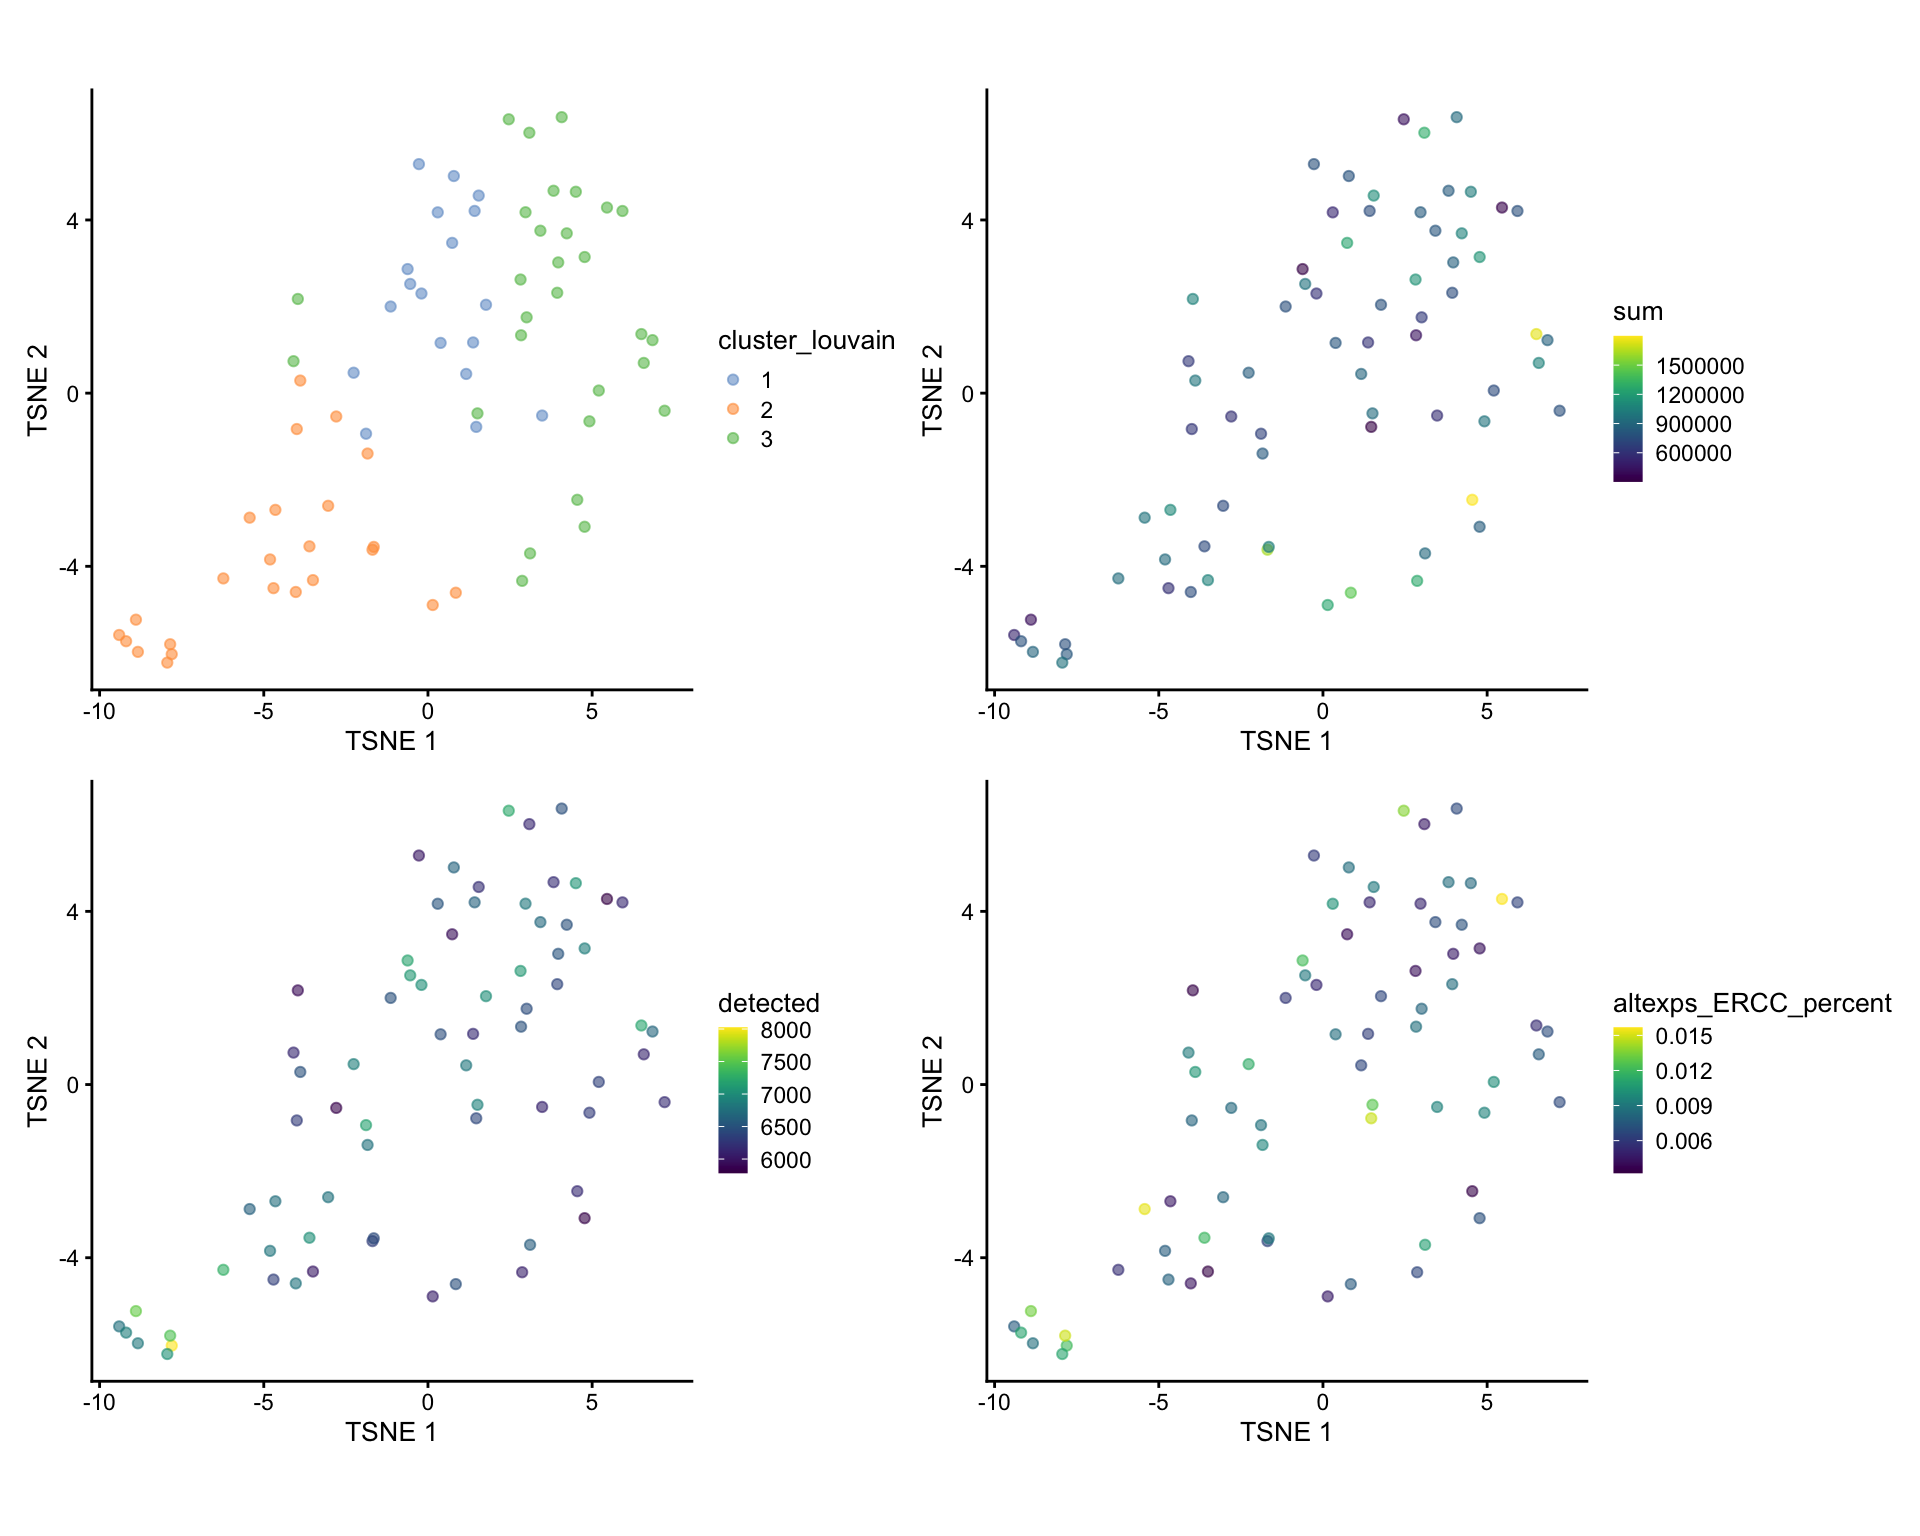 TSNE 2
4
0
-4
-10 -5 0 5
TSNE 1
cluster_louvain
1
2
3
TSNE 2
4
0
-4
-10 -5 0 5
TSNE 1
sum
1500000
1200000
900000
600000
TSNE 2
4
0
-4
-10 -5 0 5
TSNE 1
detected
8000
7500
7000
6500
6000
TSNE 2
4
0
-4
-10 -5 0 5
TSNE 1
altexps_ERCC_percent
0.015
0.012
0.009
0.006